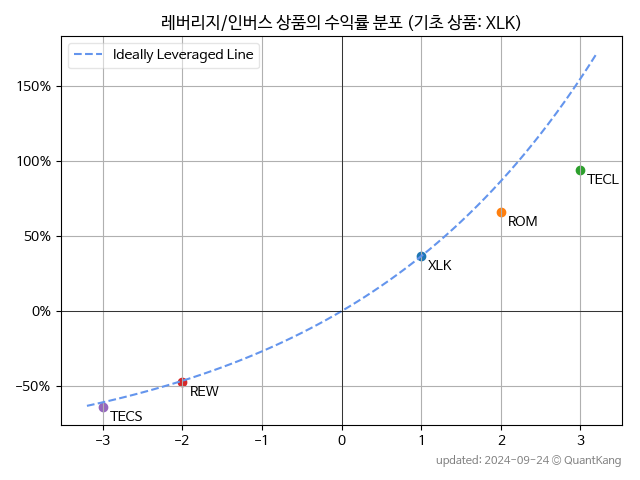 레버리지/인버스 상품의 수익률 분포 (기초 상품: XLK)
Ideally Leveraged Line
150%
100%
50%
0%
−50%
TECL
ROM
XLK
REW
TECS
−3 −2 −1 0 1 2 3
updated: 2024-09-24 © QuantKang